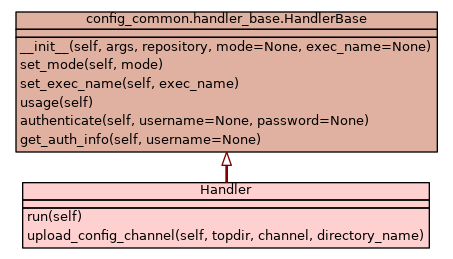 config_common.handler_base.HandlerBase
__init__(self, args, repository, mode=None, exec_name=None)
set_mode(self, mode)
set_exec_name(self, exec_name)
usage(self)
authenticate(self, username=None, password=None)
get_auth_info(self, username=None)
Handler
run(self)
upload_config_channel(self, topdir, channel, directory_name)